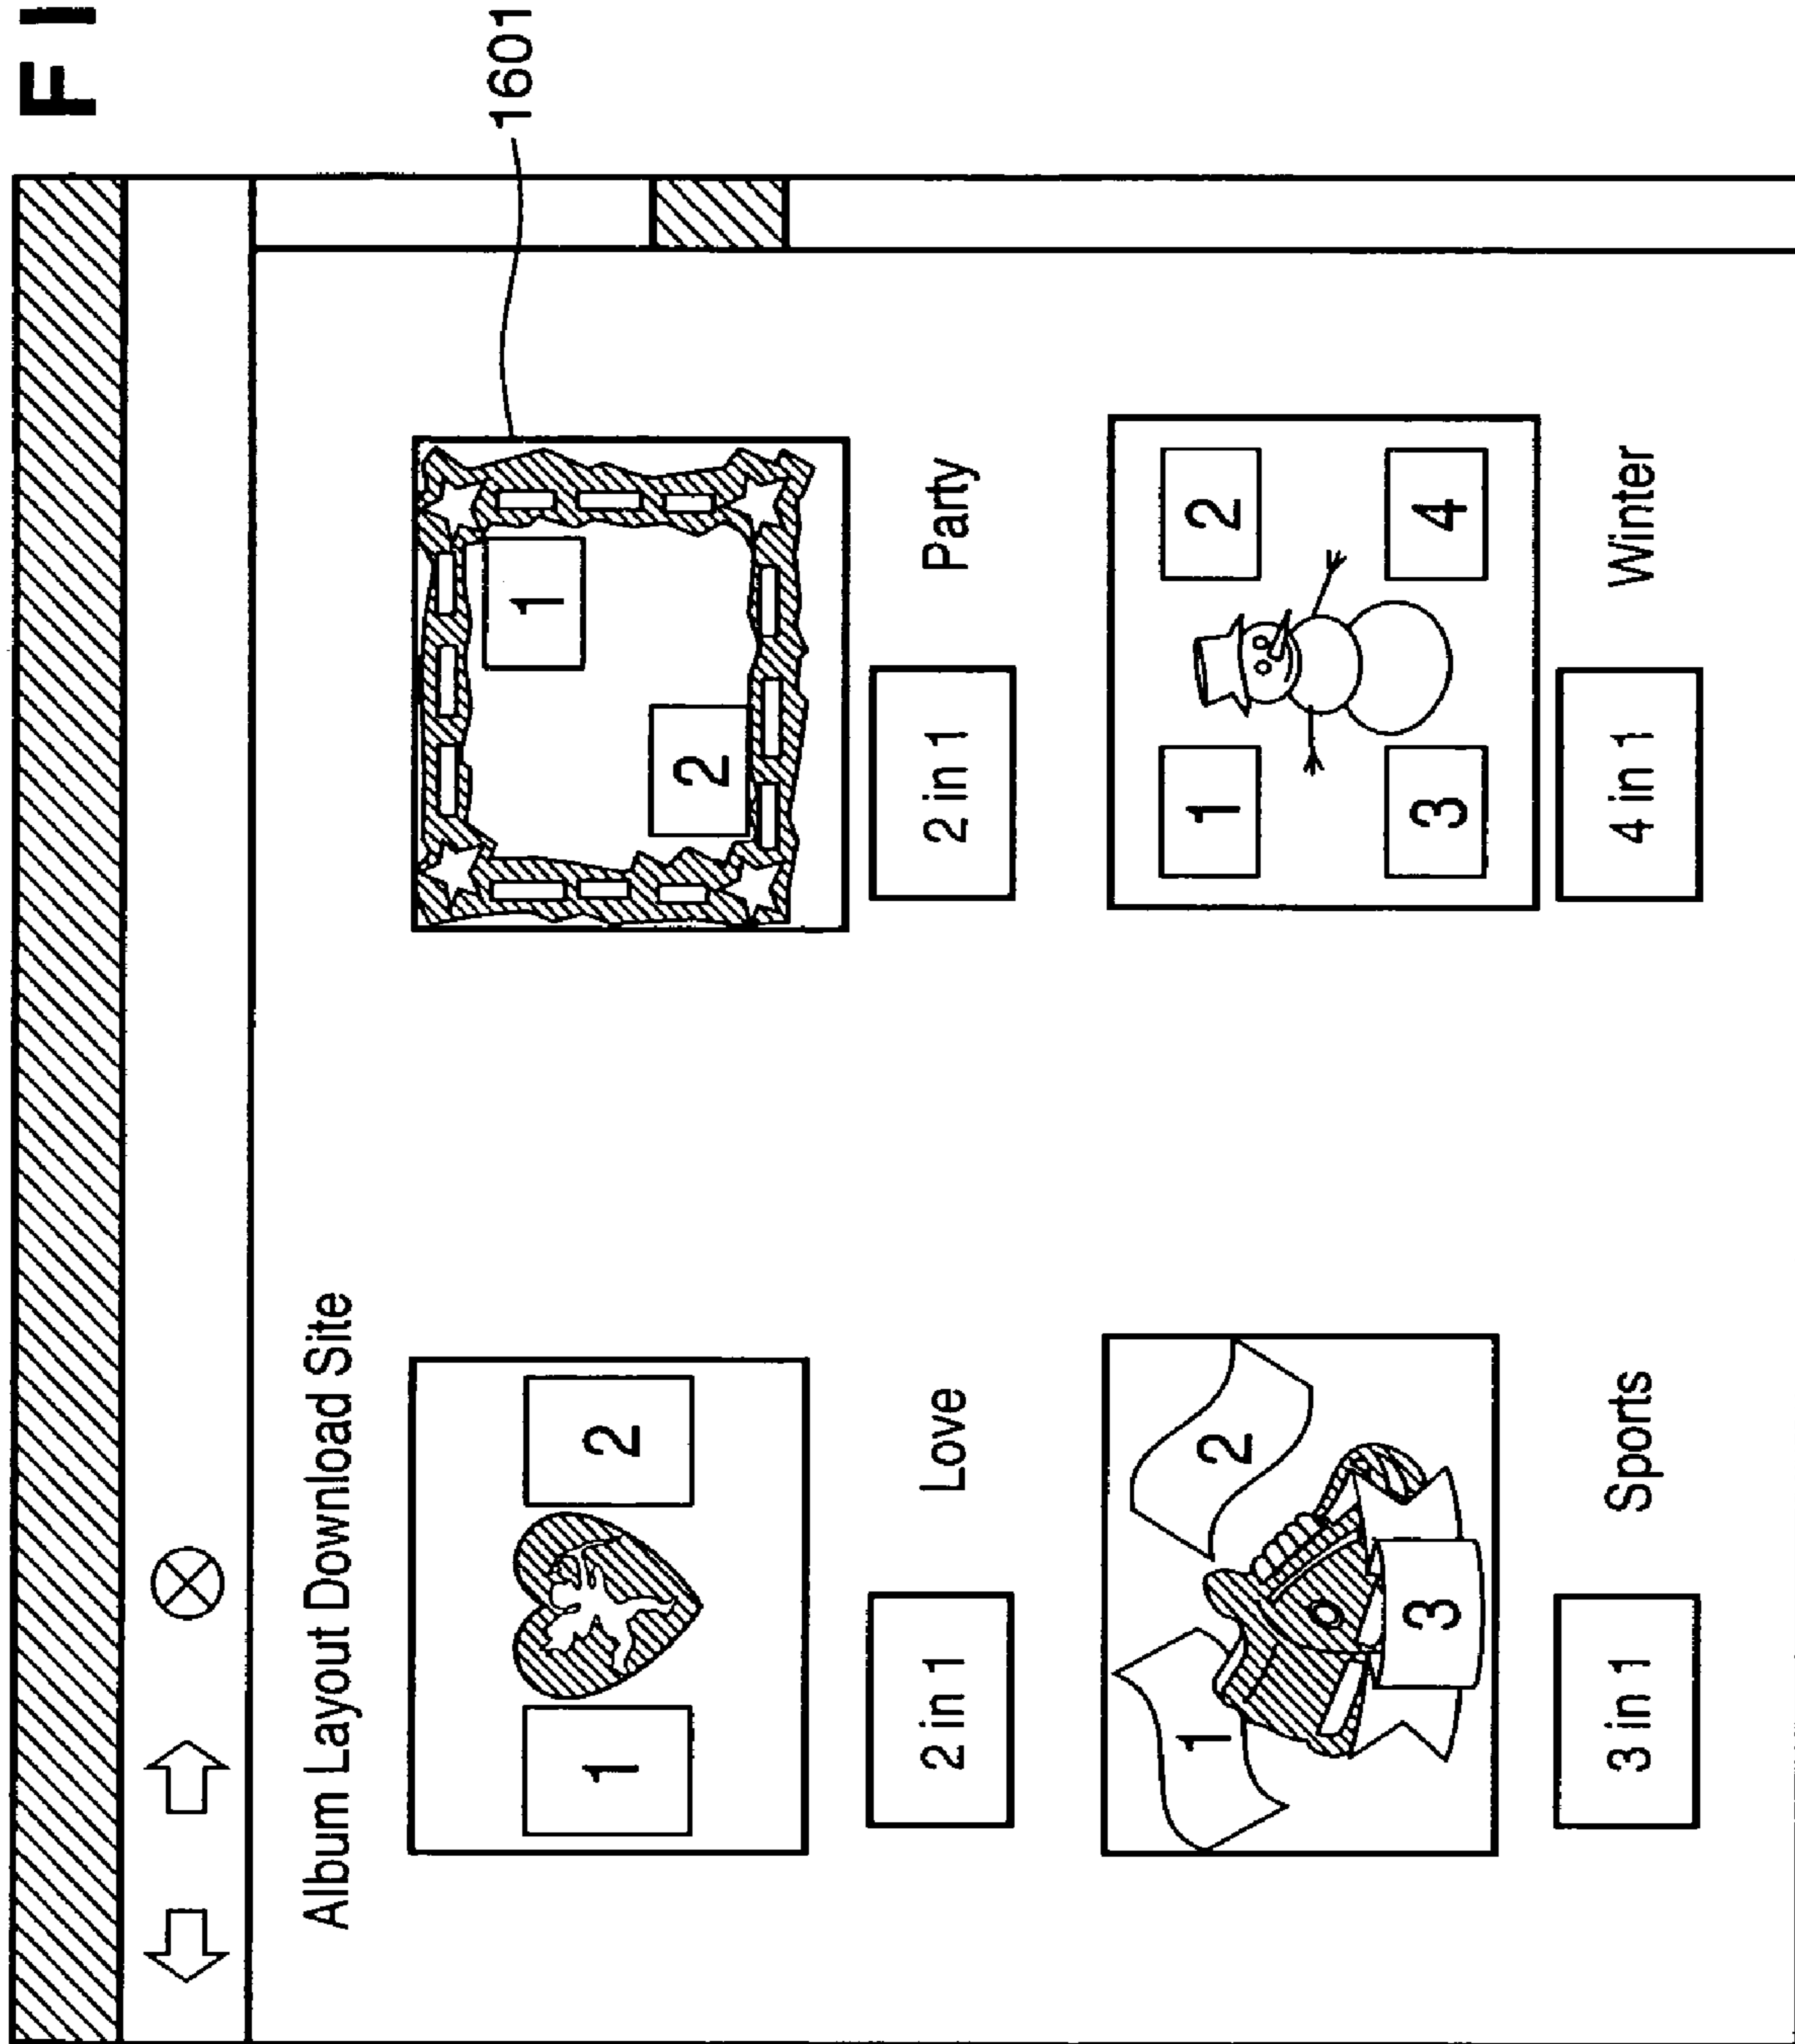 F I
Album Layout Download Site
1 2
1 2
1601
2 in 1 Love
2 in 1 Party
1 2 3
1 2
3 4
3 in 1 Sports
4 in 1 Winter